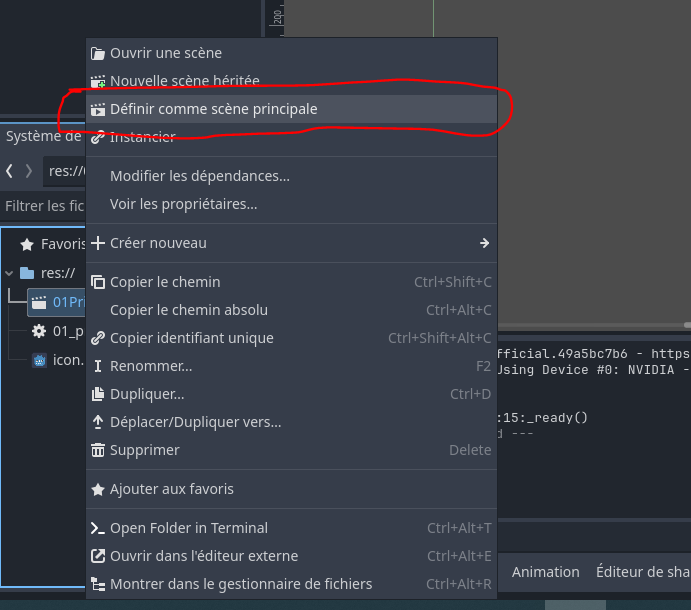 200
Ouvrir une scène
Nouvelle scène héritée
Définir comme scène principale
Système de
Instancier
res://
Modifier les dépendances...
Filtrer les fic
Voir les propriétaires...
Favoris
Créer nouveau
res://
Copier le chemin Ctrl+Shift+C
01Pri
Copier le chemin absolu Ctrl+Alt+C
01_p
Copier identifiant unique Ctrl+Shift+Alt+C
fficial.49a5bc7b6 - https
icon.
Renommer... F2
Using Device #0: NVIDIA -
Dupliquer... Ctrl+D
Déplacer/Dupliquer vers...
:15:_ready()
d ---
Supprimer Delete
Ajouter aux favoris
Open Folder in Terminal Ctrl+Alt+T
Ouvrir dans l'éditeur externe Ctrl+Alt+E
Animation Éditeur de sha
Montrer dans le gestionnaire de fichiers Ctrl+Alt+R